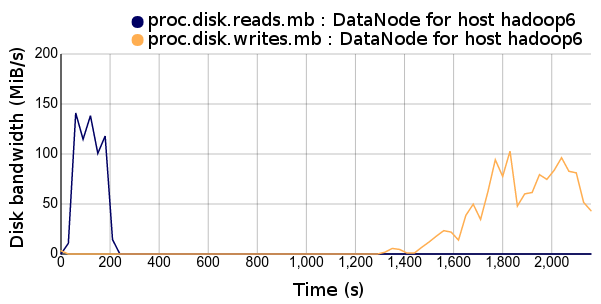 proc.disk.reads.mb : DataNode for host hadoop6
proc.disk.writes.mb : DataNode for host hadoop6
Disk bandwidth (MiB/s)
200
150
100
50
0
0 200 400 600 800 1,000 1,200 1,400 1,600 1,800 2,000
Time (s)